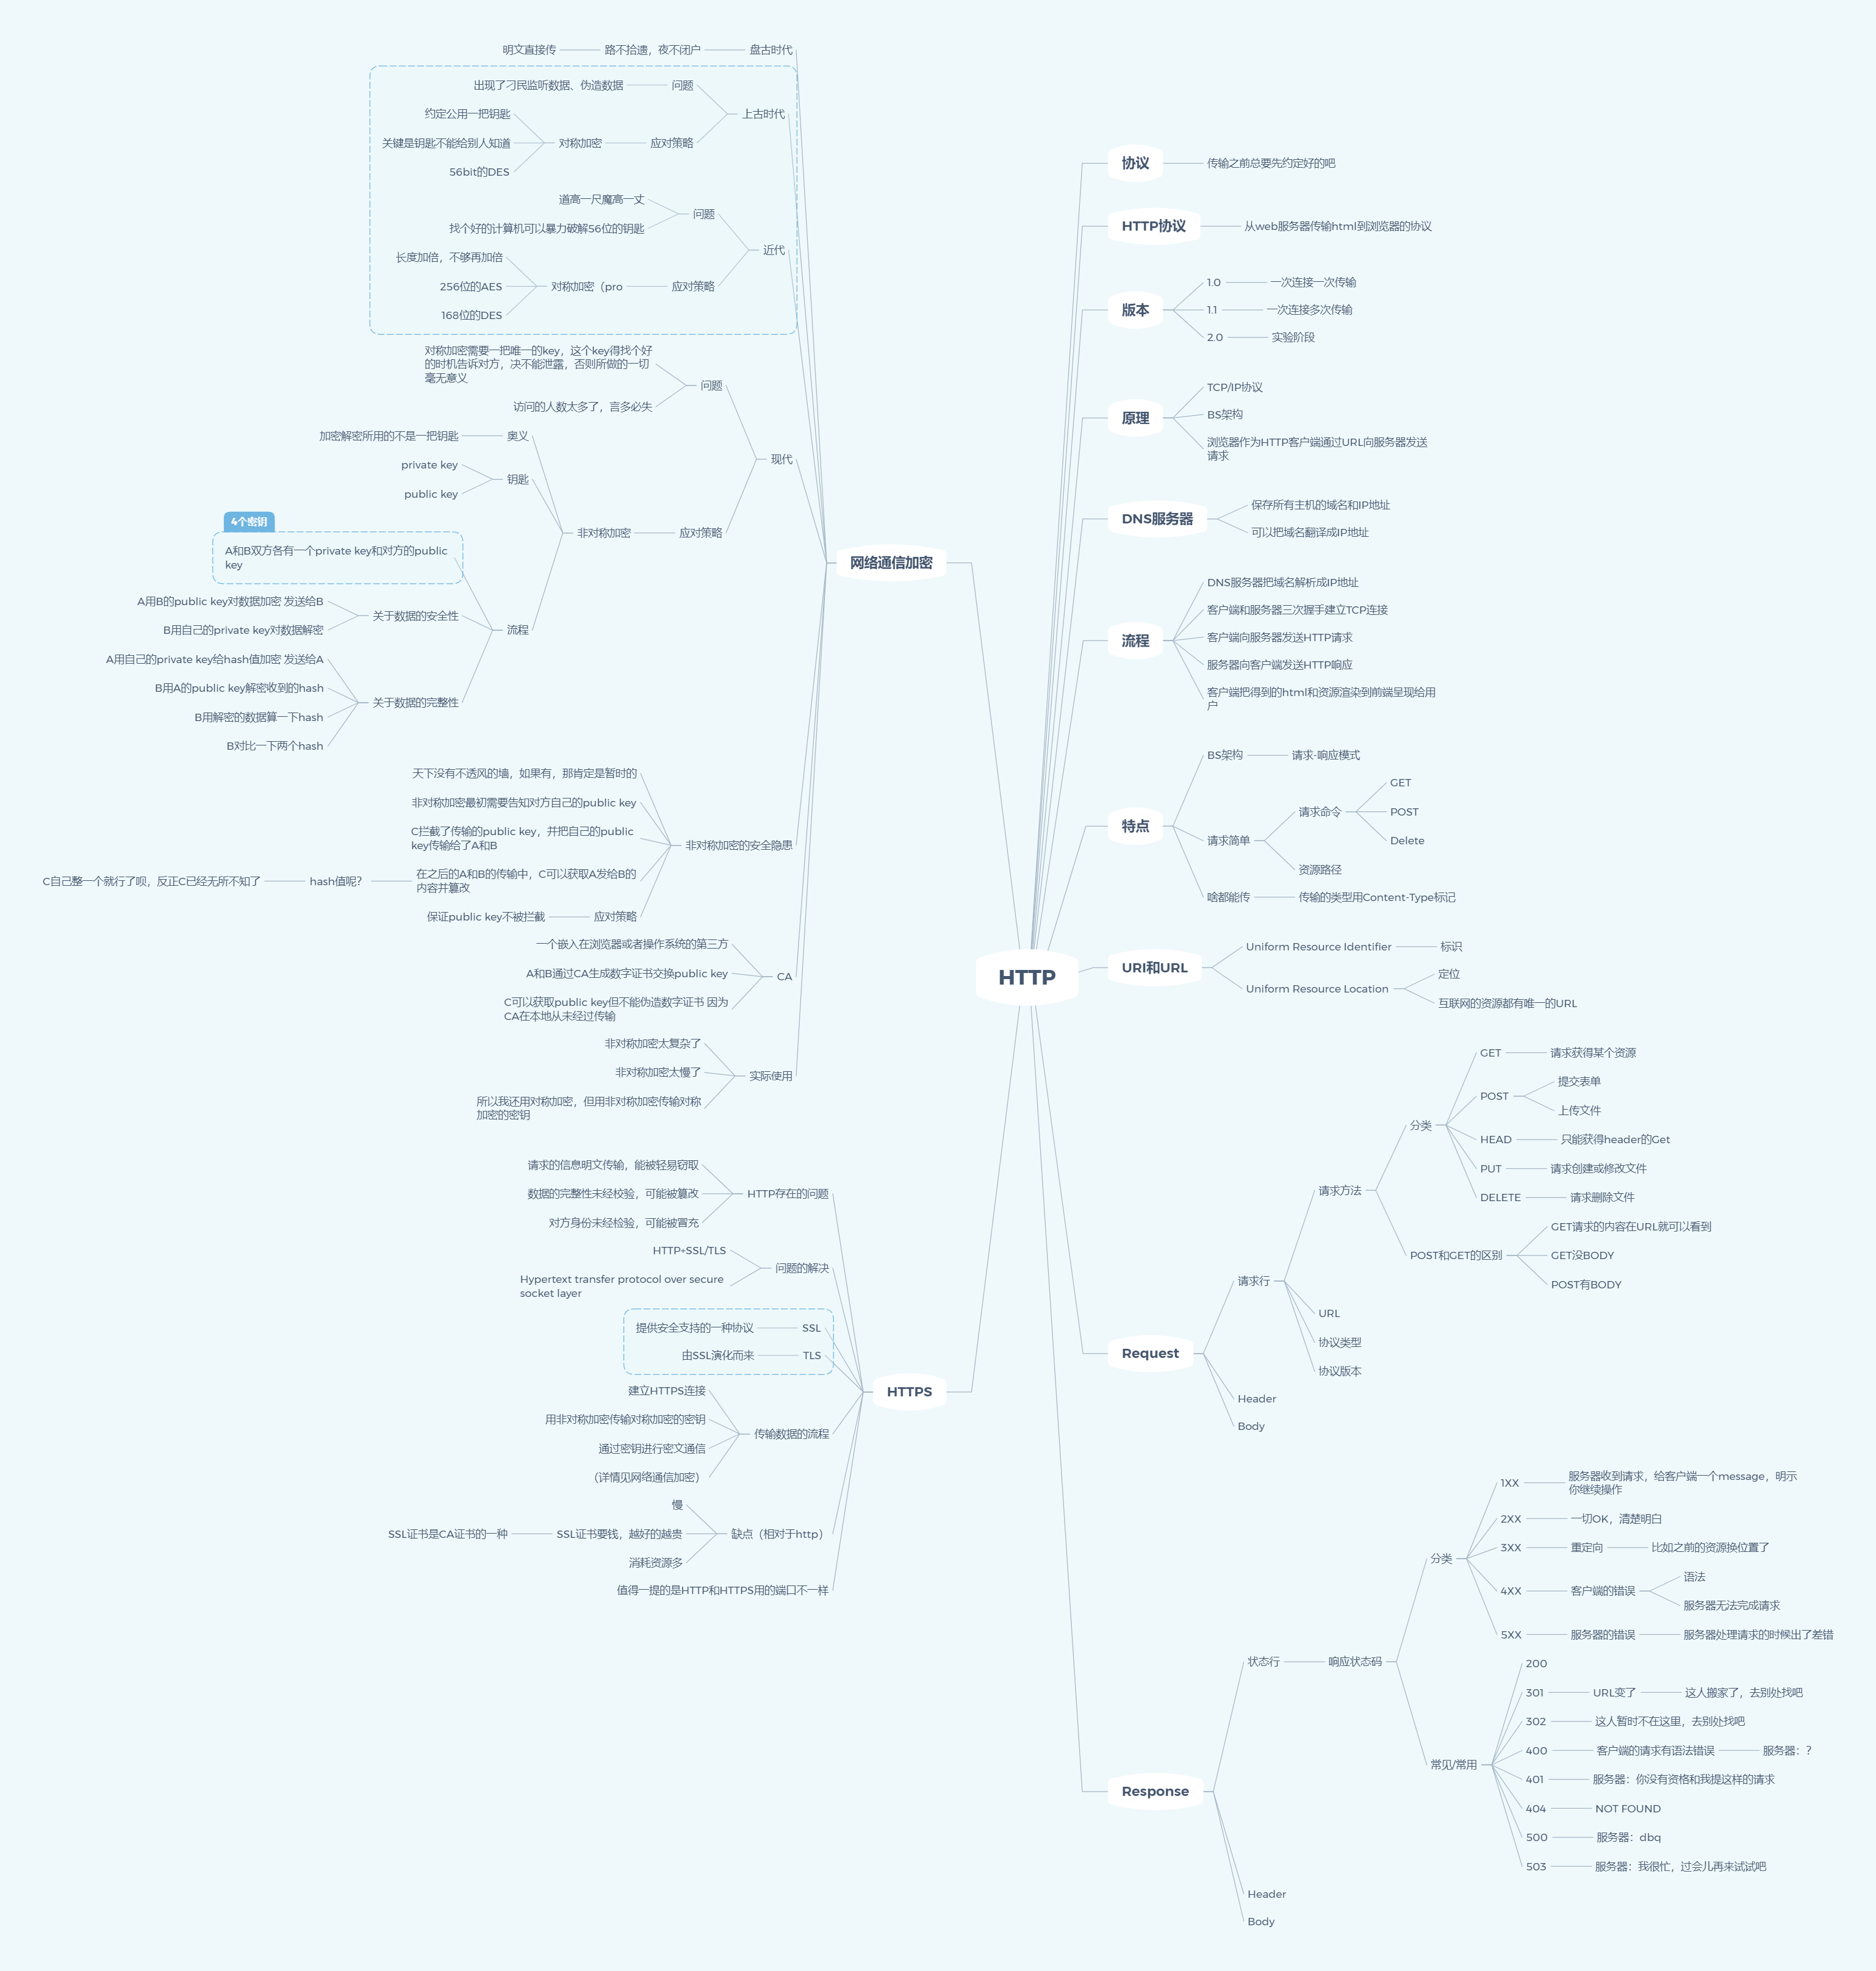 HTTP
协议
传输之前总要先约定好的吧
HTTP协议
从web服务器传输html到浏览器的协议
版本
1.0
一次连接一次传输
1.1
一次连接多次传输
2.0
实验阶段
原理
TCP/IP协议
BS架构
浏览器作为HTTP客户端通过URL向服务器发送
请求
DNS服务器
保存所有主机的域名和IP地址
可以把域名翻译成IP地址
流程
DNS服务器把域名解析成IP地址
客户端和服务器三次握手建立TCP连接
客户端向服务器发送HTTP请求
服务器向客户端发送HTTP响应
客户端把得到的html和资源渲染到前端呈现给用
户
特点
BS架构
请求-响应模式
请求简单
请求命令
GET
POST
Delete
资源路径
啥都能传
传输的类型用Content-Type标记
URI和URL
Uniform Resource Identifier
标识
Uniform Resource Location
定位
互联网的资源都有唯一的URL
Request
请求行
请求方法
分类
GET
请求获得某个资源
POST
提交表单
上传文件
HEAD
只能获得header的Get
PUT
请求创建或修改文件
DELETE
请求删除文件
POST和GET的区别
GET请求的内容在URL就可以看到
GET没BODY
POST有BODY
URL
协议类型
协议版本
Header
Body
Response
状态行
响应状态码
分类
1XX
服务器收到请求，给客户端一个message，明示
你继续操作
2XX
一切OK，清楚明白
3XX
重定向
比如之前的资源换位置了
4XX
客户端的错误
语法
服务器无法完成请求
5XX
服务器的错误
服务器处理请求的时候出了差错
常见/常用
200
301
URL变了
这人搬家了，去别处找吧
302
这人暂时不在这里，去别处找吧
400
客户端的请求有语法错误
服务器：？
401
服务器：你没有资格和我提这样的请求
404
NOT FOUND
500
服务器：dbq
503
服务器：我很忙，过会儿再来试试吧
Header
Body
网络通信加密
盘古时代
路不拾遗，夜不闭户
明文直接传
上古时代
问题
出现了刁民监听数据、伪造数据
应对策略
对称加密
约定公用一把钥匙
关键是钥匙不能给别人知道
56bit的DES
近代
问题
道高一尺魔高一丈
找个好的计算机可以暴力破解56位的钥匙
应对策略
对称加密（pro
长度加倍，不够再加倍
256位的AES
168位的DES
现代
问题
对称加密需要一把唯一的key，这个key得找个好
的时机告诉对方，决不能泄露，否则所做的一切
毫无意义
访问的人数太多了，言多必失
应对策略
非对称加密
奥义
加密解密所用的不是一把钥匙
钥匙
private key
public key
流程
4个密钥
A和B双方各有一个private key和对方的public
key
关于数据的安全性
A用B的public key对数据加密 发送给B
B用自己的private key对数据解密
关于数据的完整性
A用自己的private key给hash值加密 发送给A
B用A的public key解密收到的hash
B用解密的数据算一下hash
B对比一下两个hash
非对称加密的安全隐患
天下没有不透风的墙，如果有，那肯定是暂时的
非对称加密最初需要告知对方自己的public key
C拦截了传输的public key，并把自己的public
key传输给了A和B
在之后的A和B的传输中，C可以获取A发给B的
内容并篡改
hash值呢？
C自己整一个就行了呗，反正C已经无所不知了
应对策略
保证public key不被拦截
CA
一个嵌入在浏览器或者操作系统的第三方
A和B通过CA生成数字证书交换public key
C可以获取public key但不能伪造数字证书 因为
CA在本地从未经过传输
实际使用
非对称加密太复杂了
非对称加密太慢了
所以我还用对称加密，但用非对称加密传输对称
加密的密钥
HTTPS
HTTP存在的问题
请求的信息明文传输，能被轻易窃取
数据的完整性未经校验，可能被篡改
对方身份未经检验，可能被冒充
问题的解决
HTTP+SSL/TLS
Hypertext transfer protocol over secure
socket layer
SSL
提供安全支持的一种协议
TLS
由SSL演化而来
传输数据的流程
建立HTTPS连接
用非对称加密传输对称加密的密钥
通过密钥进行密文通信
（详情见网络通信加密）
缺点（相对于http）
慢
SSL证书要钱，越好的越贵
SSL证书是CA证书的一种
消耗资源多
值得一提的是HTTP和HTTPS用的端口不一样